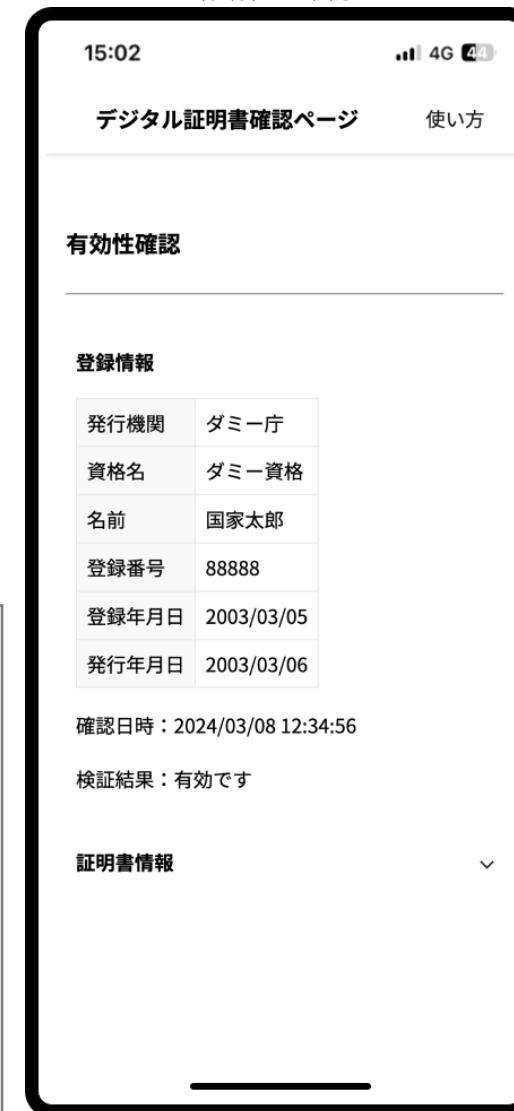 15:02 4G 44
デジタル証明書確認ページ 使い方
有効性確認
登録情報
発行機関 ダミー庁
資格名 ダミー資格
名前 国家太郎
登録番号 88888
登録年月日 2003/03/05
発行年月日 2003/03/06
確認日時：2024/03/08 12:34:56
検証結果：有効です
証明書情報